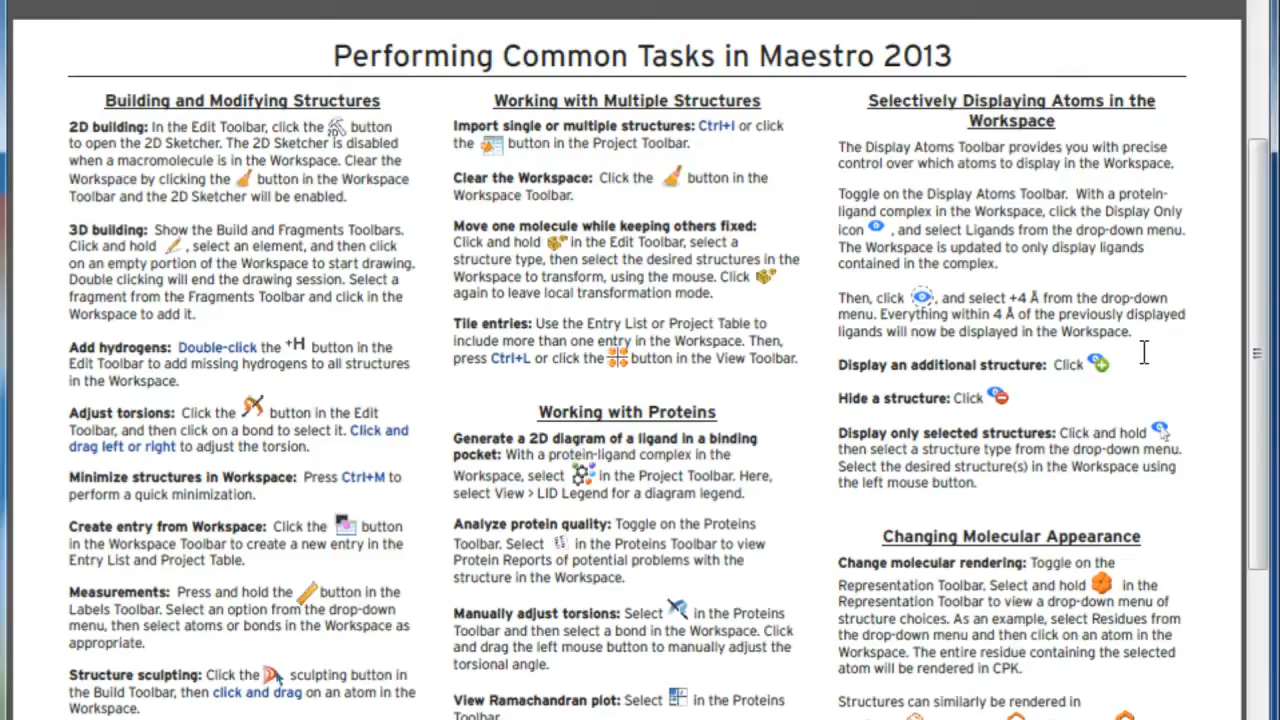 Performing Common Tasks in Maestro 2013
Building and Modifying Structures
2D building: In the Edit Toolbar, click the 2D button
to open the 2D Sketcher. The 2D Sketcher is disabled
when a macromolecule is in the Workspace. Clear the
Workspace by clicking the button in the Workspace
Toolbar and the 2D Sketcher will be enabled.
3D building: Show the Build and Fragments Toolbars.
Click and hold , select an element, and then click
on an empty portion of the Workspace to start drawing.
Double clicking will end the drawing session. Select a
fragment from the Fragments Toolbar and click in the
Workspace to add it.
Add hydrogens: Double-click the +H button in the
Edit Toolbar to add missing hydrogens to all structures
in the Workspace.
Adjust torsions: Click the button in the Edit
Toolbar, and then click on a bond to select it. Click and
drag left or right to adjust the torsion.
Minimize structures in Workspace: Press Ctrl+M to
perform a quick minimization.
Create entry from Workspace: Click the button
in the Workspace Toolbar to create a new entry in the
Entry List and Project Table.
Measurements: Press and hold the button in the
Labels Toolbar. Select an option from the drop-down
menu, then select atoms or bonds in the Workspace as
appropriate.
Structure sculpting: Click the sculpting button in
the Build Toolbar, then click and drag on an atom in the
Workspace.
Working with Multiple Structures
Import single or multiple structures: Ctrl+I or click
the button in the Project Toolbar.
Clear the Workspace: Click the button in the
Workspace Toolbar.
Move one molecule while keeping others fixed:
Click and hold in the Edit Toolbar, select a
structure type, then select the desired structures in the
Workspace to transform, using the mouse. Click
again to leave local transformation mode.
Tile entries: Use the Entry List or Project Table to
include more than one entry in the Workspace. Then,
press Ctrl+L or click the button in the View Toolbar.
Working with Proteins
Generate a 2D diagram of a ligand in a binding
pocket: With a protein-ligand complex in the
Workspace, select in the Project Toolbar. Here,
select View > LID Legend for a diagram legend.
Analyze protein quality: Toggle on the Proteins
Toolbar. Select in the Proteins Toolbar to view
Protein Reports of potential problems with the
structure in the Workspace.
Manually adjust torsions: Select in the Proteins
Toolbar and then select a bond in the Workspace. Click
and drag the left mouse button to manually adjust the
torsional angle.
View Ramachandran plot: Select in the Proteins
Toolbar.
Selectively Displaying Atoms in the
Workspace
The Display Atoms Toolbar provides you with precise
control over which atoms to display in the Workspace.
Toggle on the Display Atoms Toolbar. With a protein-
ligand complex in the Workspace, click the Display Only
icon , and select Ligands from the drop-down menu.
The Workspace is updated to only display ligands
contained in the complex.
Then, click , and select +4 Å from the drop-down
menu. Everything within 4 Å of the previously displayed
ligands will now be displayed in the Workspace.
Display an additional structure: Click
Hide a structure: Click
Display only selected structures: Click and hold
then select a structure type from the drop-down menu.
Select the desired structure(s) in the Workspace using
the left mouse button.
Changing Molecular Appearance
Change molecular rendering: Toggle on the
Representation Toolbar. Select and hold in the
Representation Toolbar to view a drop-down menu of
structure choices. As an example, select Residues from
the drop-down menu and then click on an atom in the
Workspace. The entire residue containing the selected
atom will be rendered in CPK.
Structures can similarly be rendered in